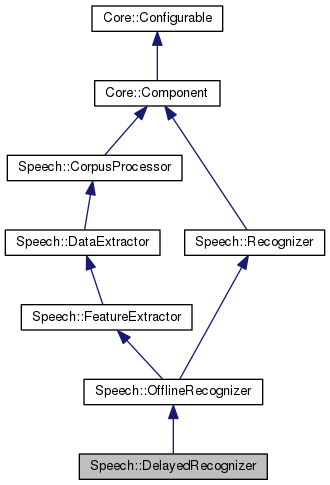 Core::Configurable
Core::Component
Speech::CorpusProcessor
Speech::DataExtractor
Speech::Recognizer
Speech::FeatureExtractor
Speech::OfflineRecognizer
Speech::DelayedRecognizer